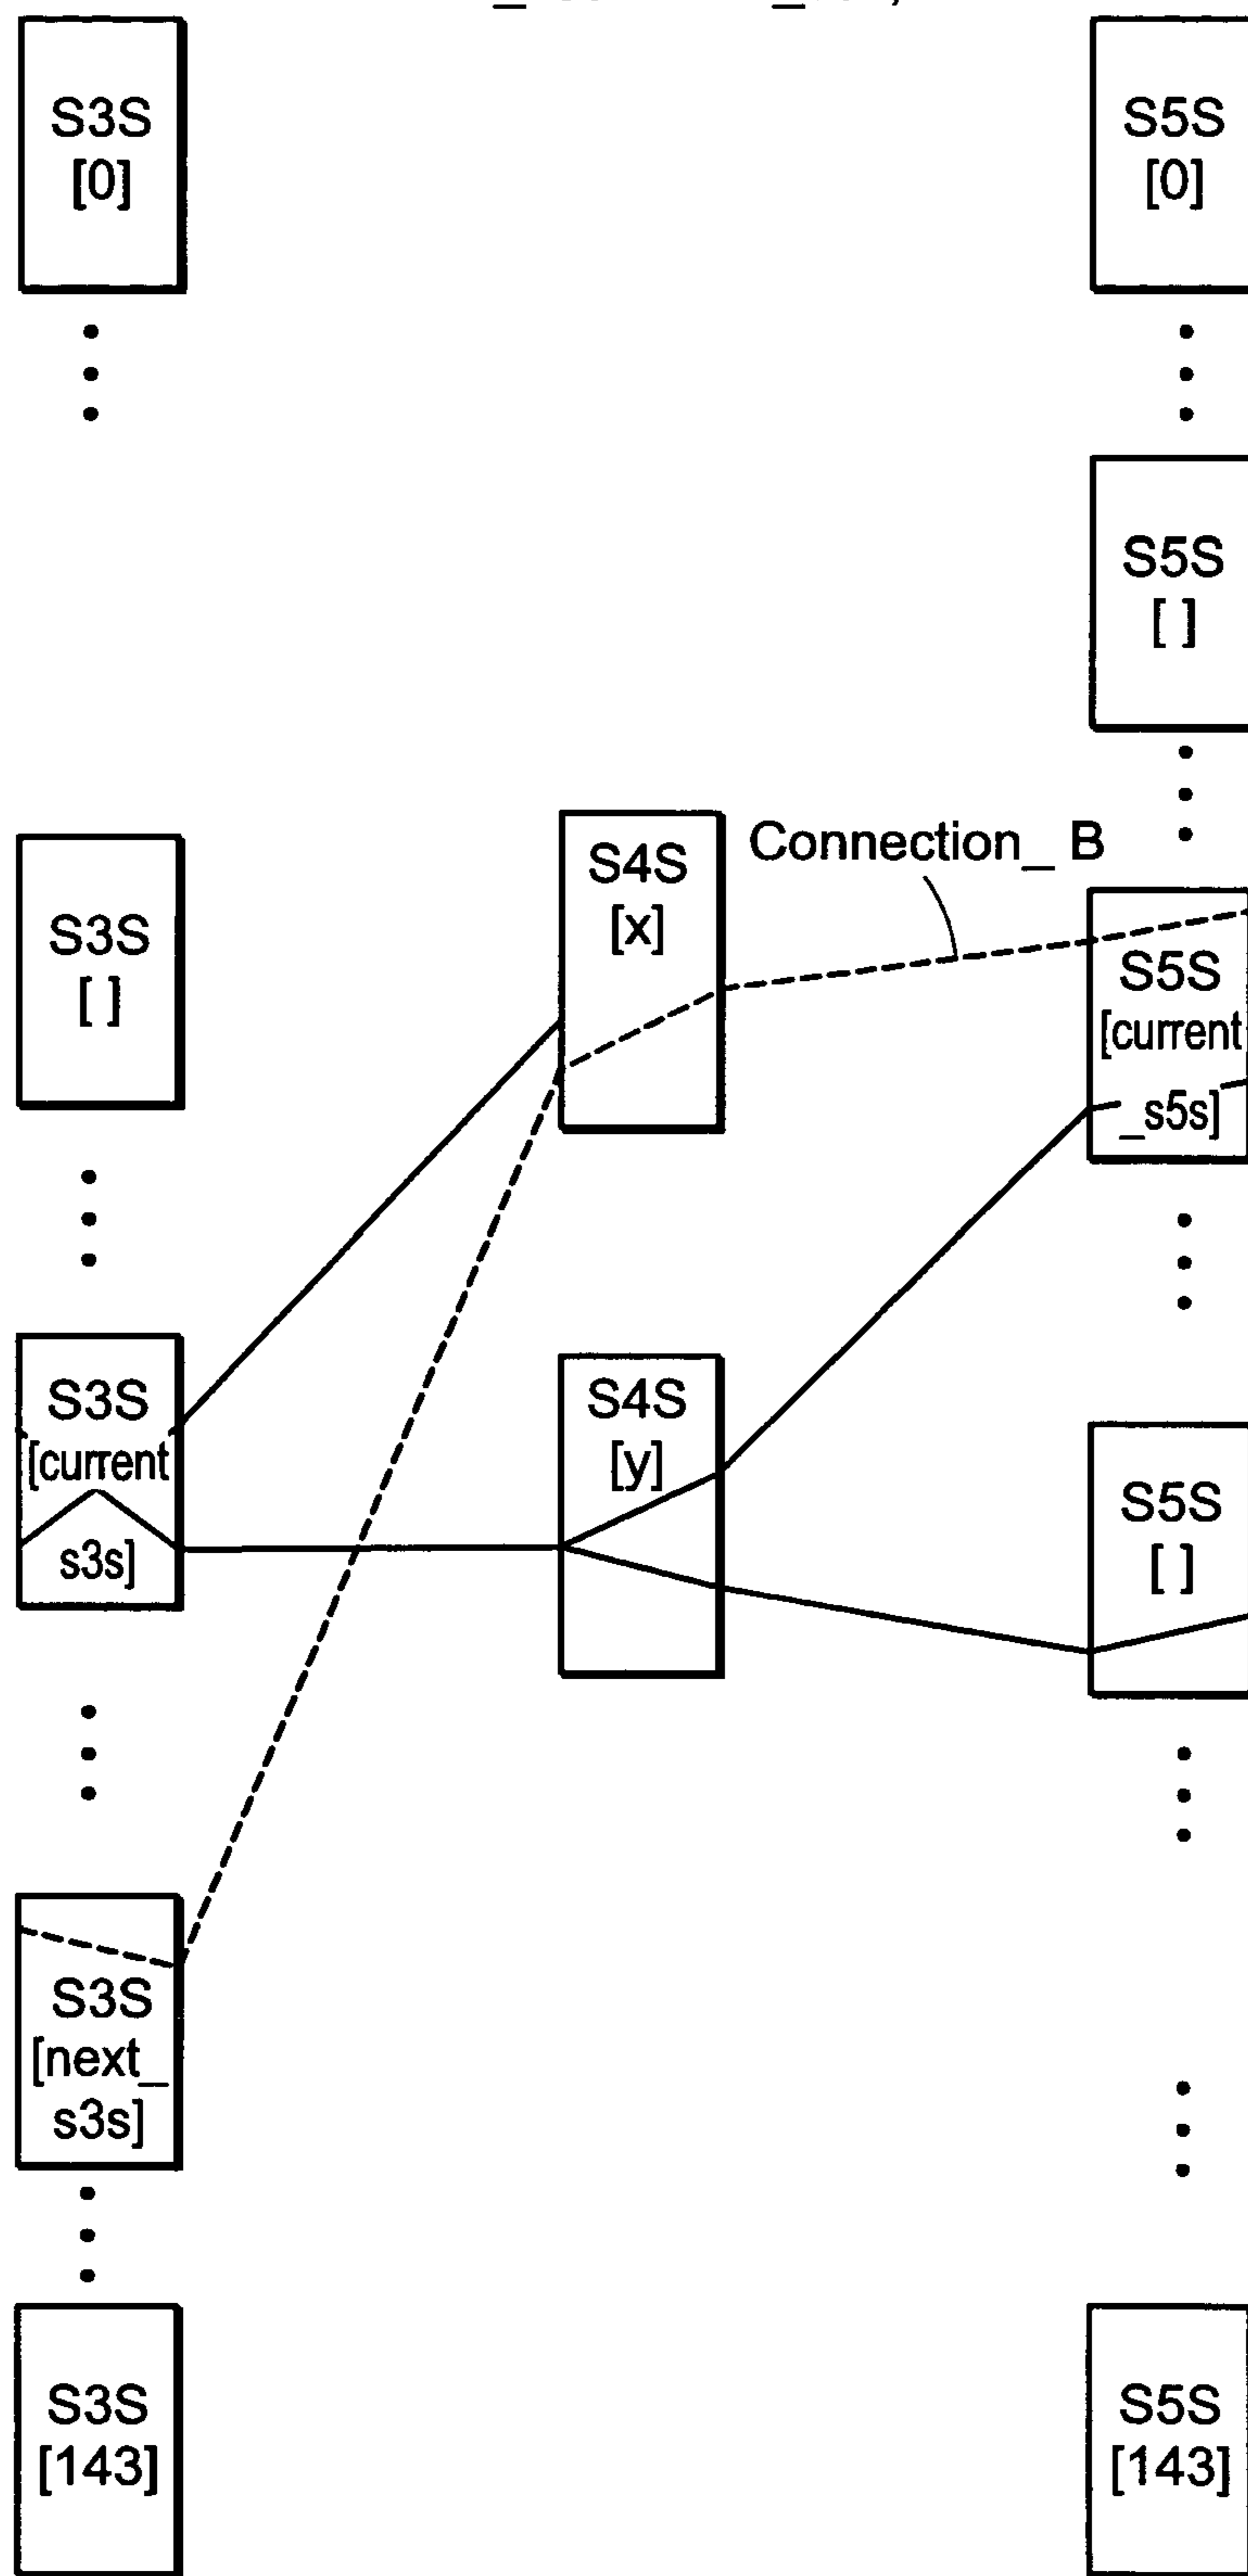 S3S
[0]
S5S
[0]
S5S
[ ]
S3S
[ ]
S4S
[x]
Connection_ B
S5S
[current
_s5s]
S3S
[current
s3s]
S4S
[y]
S5S
[ ]
S3S
[next_
s3s]
S3S
[143]
S5S
[143]